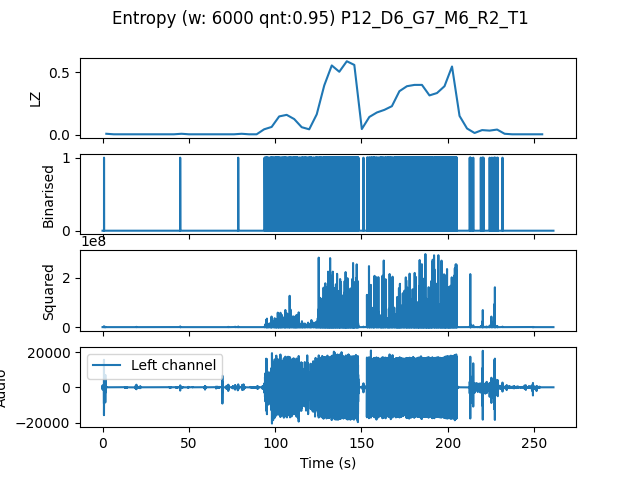 Entropy (w: 6000 qnt:0.95) P12_D6_G7_M6_R2_T1
LZ
0.5
0.0
Binarised
1
0
1e8
Squared
2
0
Audio
20000
0
−20000
Left channel
0 50 100 150 200 250
Time (s)